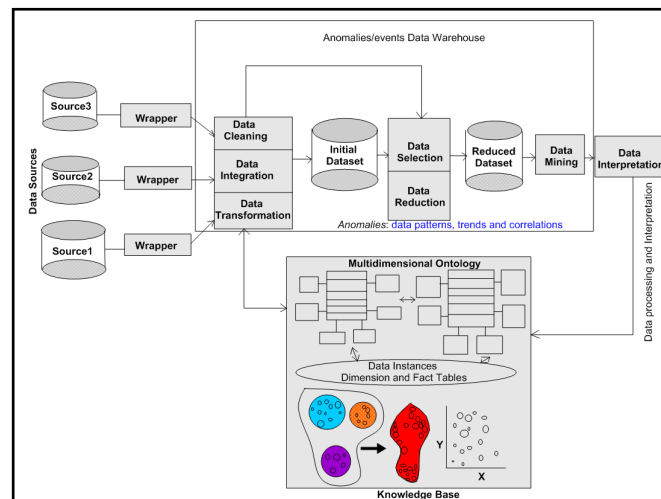 Anomalies/events Data Warehouse
Data Sources
Source3
Source2
Source1
Wrapper
Wrapper
Wrapper
Data
Cleaning
Data
Integration
Data
Transformation
Initial
Dataset
Data
Selection
Data
Reduction
Reduced
Dataset
Data
Mining
Data
Interpretation
Anomalies: data patterns, trends and correlations
Data processing and Interpretation
Multidimensional Ontology
Data Instances
Dimension and Fact Tables
Y
X
Knowledge Base